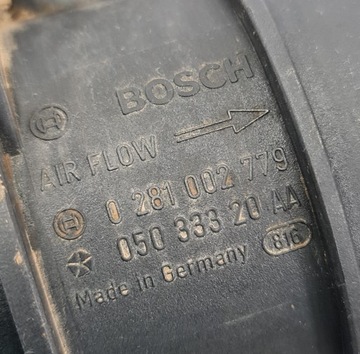 BOSCH
AIR FLOW
0 281 002 779
050 333 20 AA
Made in Germany 816